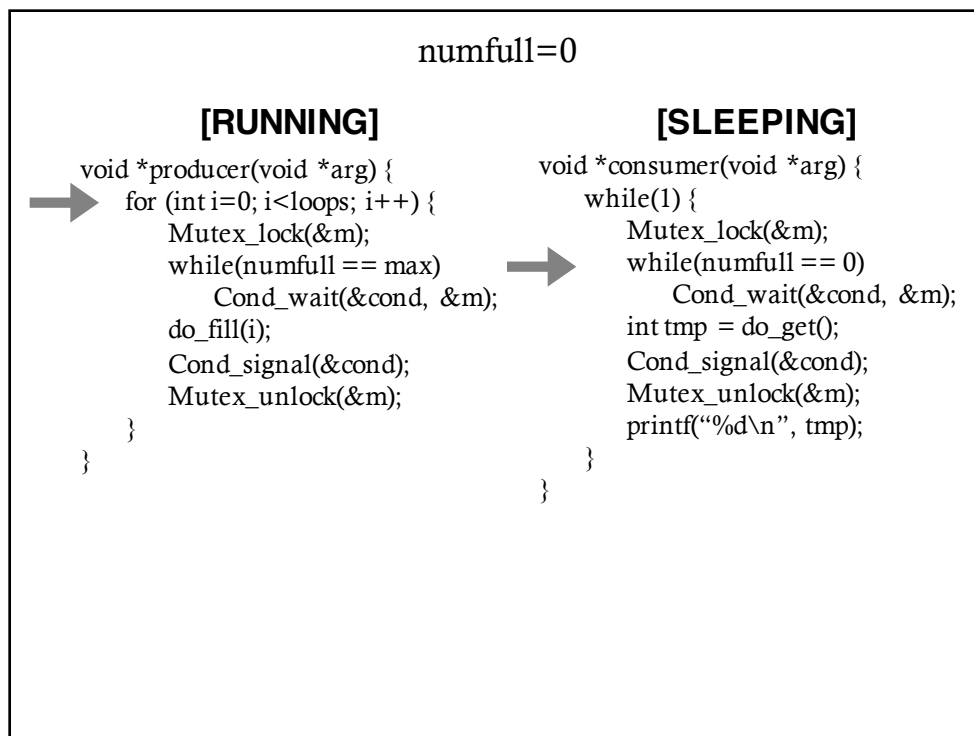 numfull=0
[RUNNING]
void *producer(void *arg) {
for (int i=0; i<loops; i++) {
Mutex_lock(&m);
while(numfull == max)
Cond_wait(&cond, &m);
do_fill(i);
Cond_signal(&cond);
Mutex_unlock(&m);
}
}
[SLEEPING]
void *consumer(void *arg) {
while(1) {
Mutex_lock(&m);
while(numfull == 0)
Cond_wait(&cond, &m);
int tmp = do_get();
Cond_signal(&cond);
Mutex_unlock(&m);
printf(“%d\n”, tmp);
}
}